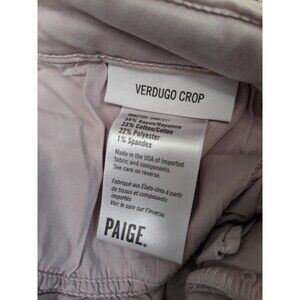 VERDUGO CROP
54% Rayon/Rayonne
23% Cotton/Coton
22% Polyester
1% Spandex
Made in the USA of imported
fabric and components.
See care on reverse.
Fabriqué aux États-Unis à partir
de tissus et composants
importés
Voir le soin sur l'inverse.
PAIGE.